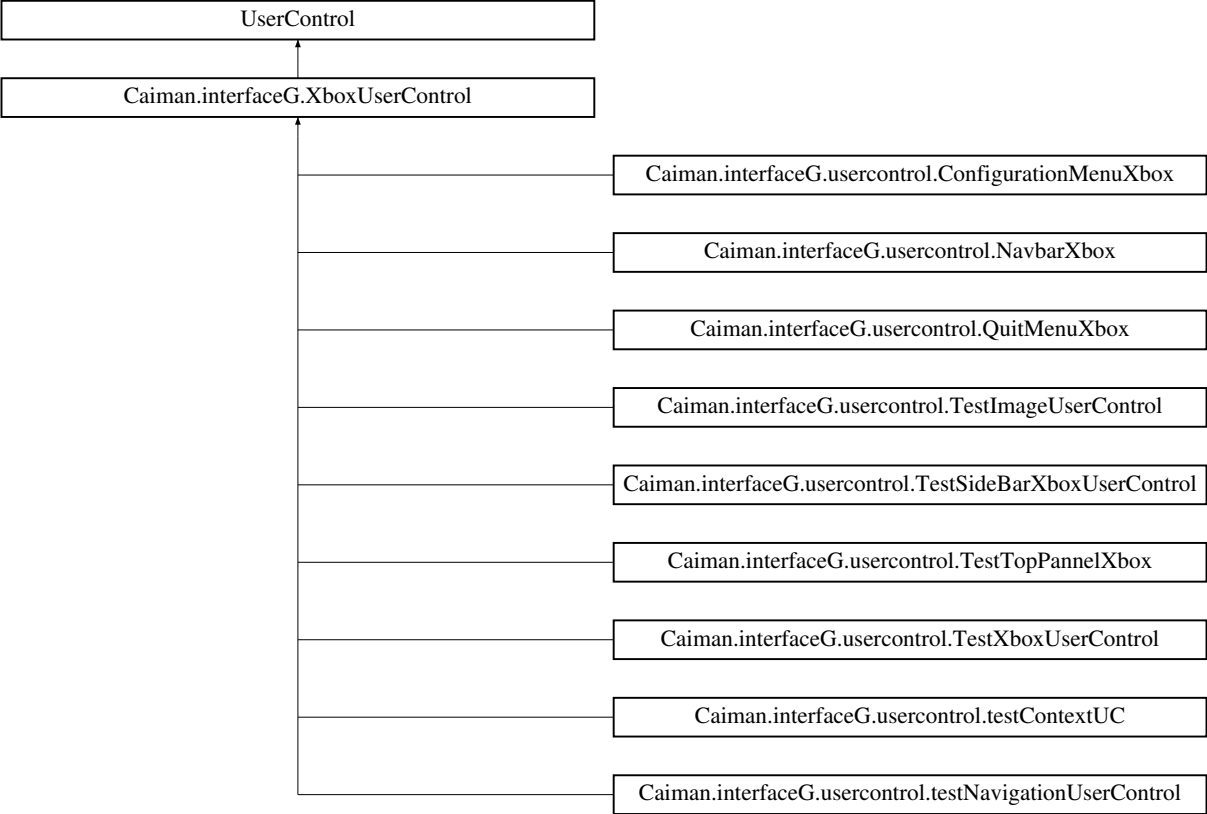 UserControl
Caiman.interfaceG.XboxUserControl
Caiman.interfaceG.usercontrol.ConfigurationMenuXbox
Caiman.interfaceG.usercontrol.NavbarXbox
Caiman.interfaceG.usercontrol.QuitMenuXbox
Caiman.interfaceG.usercontrol.TestImageUserControl
Caiman.interfaceG.usercontrol.TestSideBarXboxUserControl
Caiman.interfaceG.usercontrol.TestTopPannelXbox
Caiman.interfaceG.usercontrol.TestXboxUserControl
Caiman.interfaceG.usercontrol.testContextUC
Caiman.interfaceG.usercontrol.testNavigationUserControl